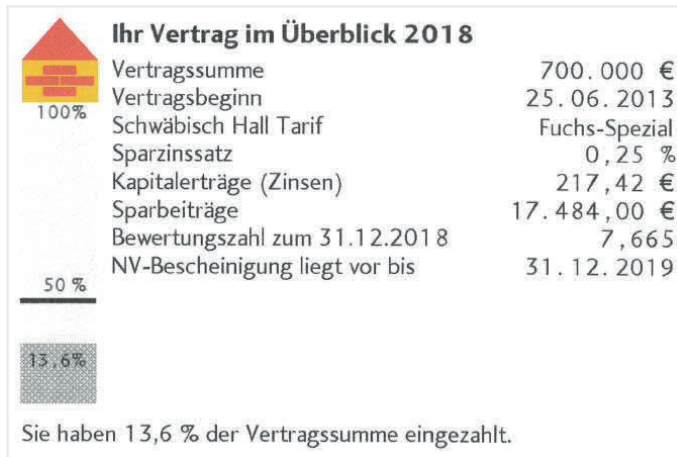 Ihr Vertrag im Überblick 2018
100%
Vertragssumme 700.000 €
Vertragsbeginn 25.06.2013
Schwäbisch Hall Tarif Fuchs-Spezial
Sparzinssatz 0,25 %
Kapitalerträge (Zinsen) 217,42 €
Sparbeiträge 17.484,00 €
Bewertungszahl zum 31.12.2018 7,665
NV-Bescheinigung liegt vor bis 31.12.2019
50 %
13,6%
Sie haben 13,6 % der Vertragssumme eingezahlt.